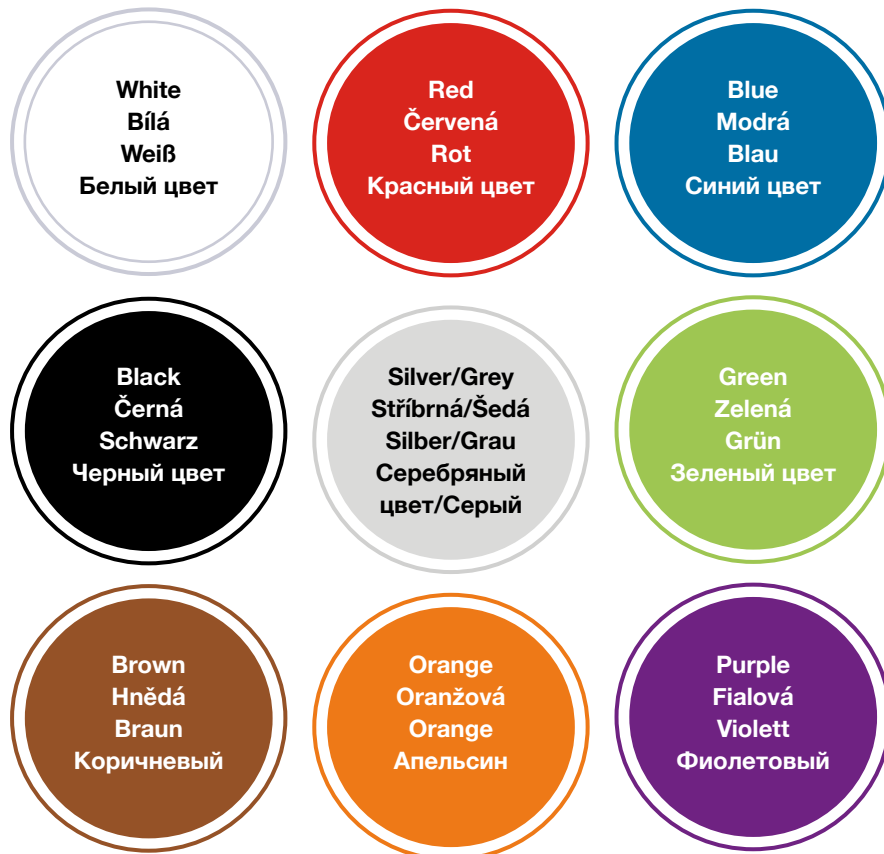 White
Bílá
Weiß
Белый цвет
Red
Červená
Rot
Красный цвет
Blue
Modrá
Blau
Синий цвет
Black
Černá
Schwarz
Черный цвет
Silver/Grey
Stříbrná/Šedá
Silber/Grau
Серебряный
цвет/Серый
Green
Zelená
Grün
Зеленый цвет
Brown
Hnědá
Braun
Коричневый
Orange
Oranžová
Orange
Апельсин
Purple
Fialová
Violett
Фиолетовый